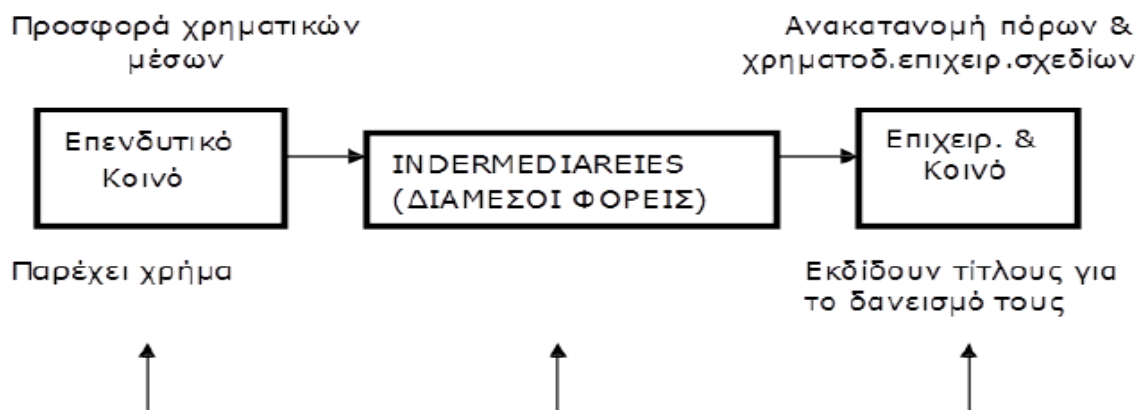 Προσφορά χρηματικών
μέσων
Ανακατανομή πόρων &
χρηματοδ.επιχειρ.σχεδίων
Επενδυτικό
Κοινό
INDERMEDIAREIES
(ΔΙΑΜΕΣΟΙ ΦΟΡΕΙΣ)
Επιχειρ. &
Κοινό
Παρέχει χρήμα
Εκδίδουν τίτλους για
το δανεισμό τους